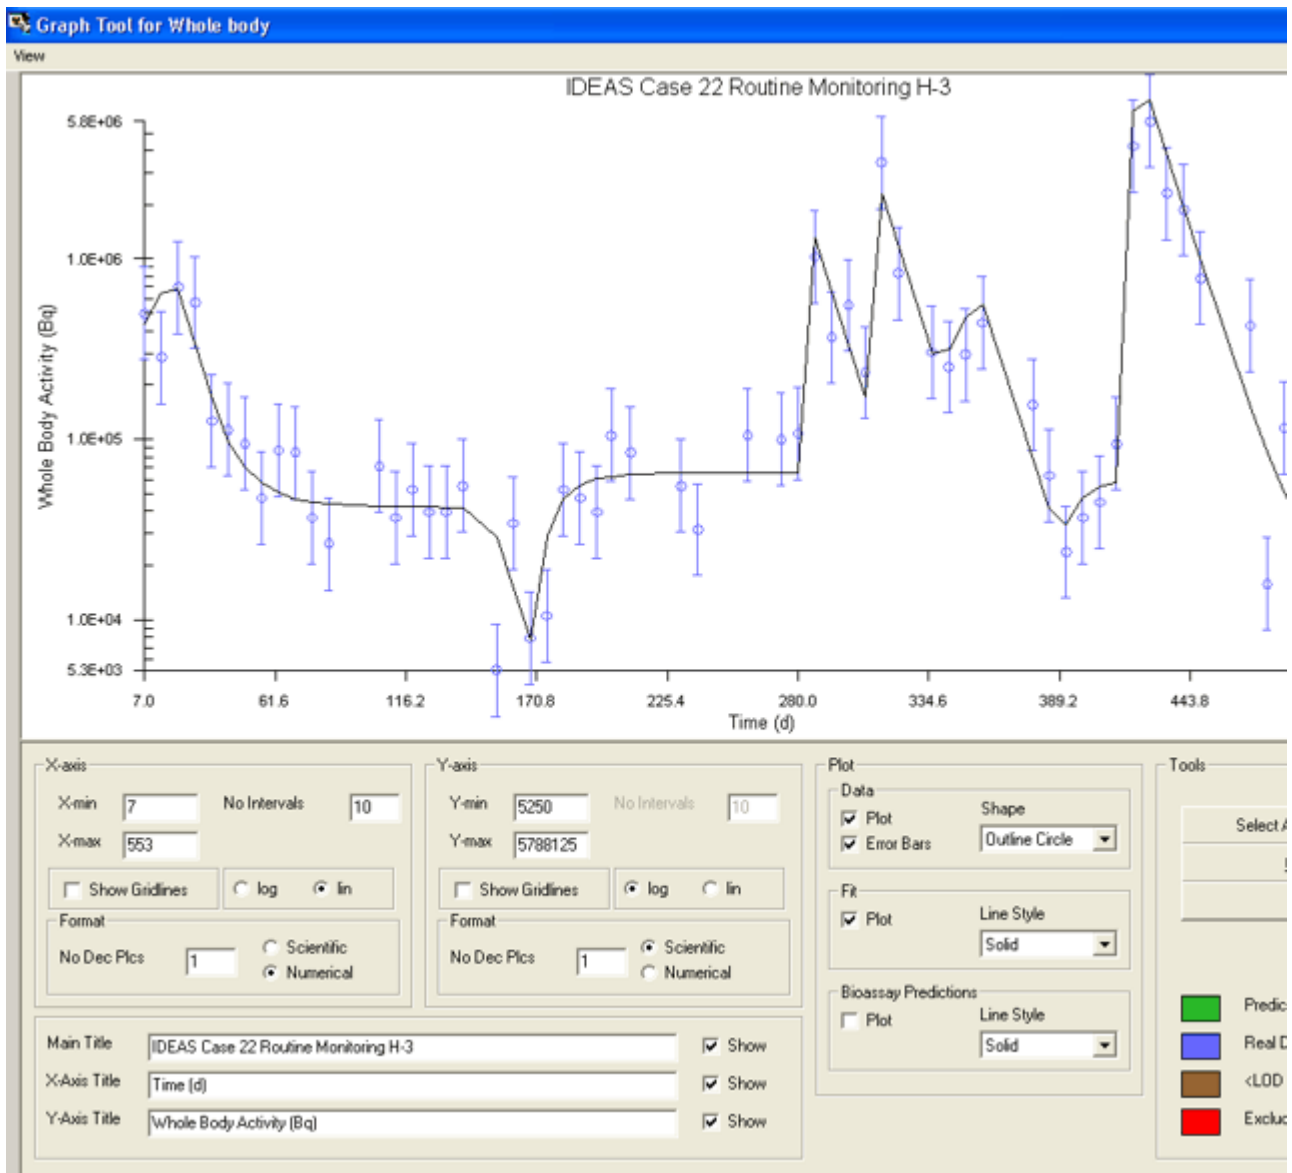 Graph Tool for Whole body
View
IDEAS Case 22 Routine Monitoring H-3
5.8E+06
1.0E+06
1.0E+05
1.0E+04
5.3E+03
Whole Body Activity (Bq)
7.0 61.6 116.2 170.8 225.4 280.0 334.6 389.2 443.8
Time (d)
X-axis
X-min 7 No Intervals 10
X-max 553
Show Gridlines log lin
Format
No Dec Plcs 1 Scientific
Numerical
Y-axis
Y-min 5250 No Intervals 10
Y-max 5788125
Show Gridlines log lin
Format
No Dec Plcs 1 Scientific
Numerical
Plot
Data
Plot Shape
Error Bars Outline Circle
Fit
Plot Line Style
Solid
Bioassay Predictions
Plot Line Style
Solid
Tools
Select A
Predic
Real D
<LOD
Exclud
Main Title IDEAS Case 22 Routine Monitoring H-3 Show
X-Axis Title Time (d) Show
Y-Axis Title Whole Body Activity (Bq) Show